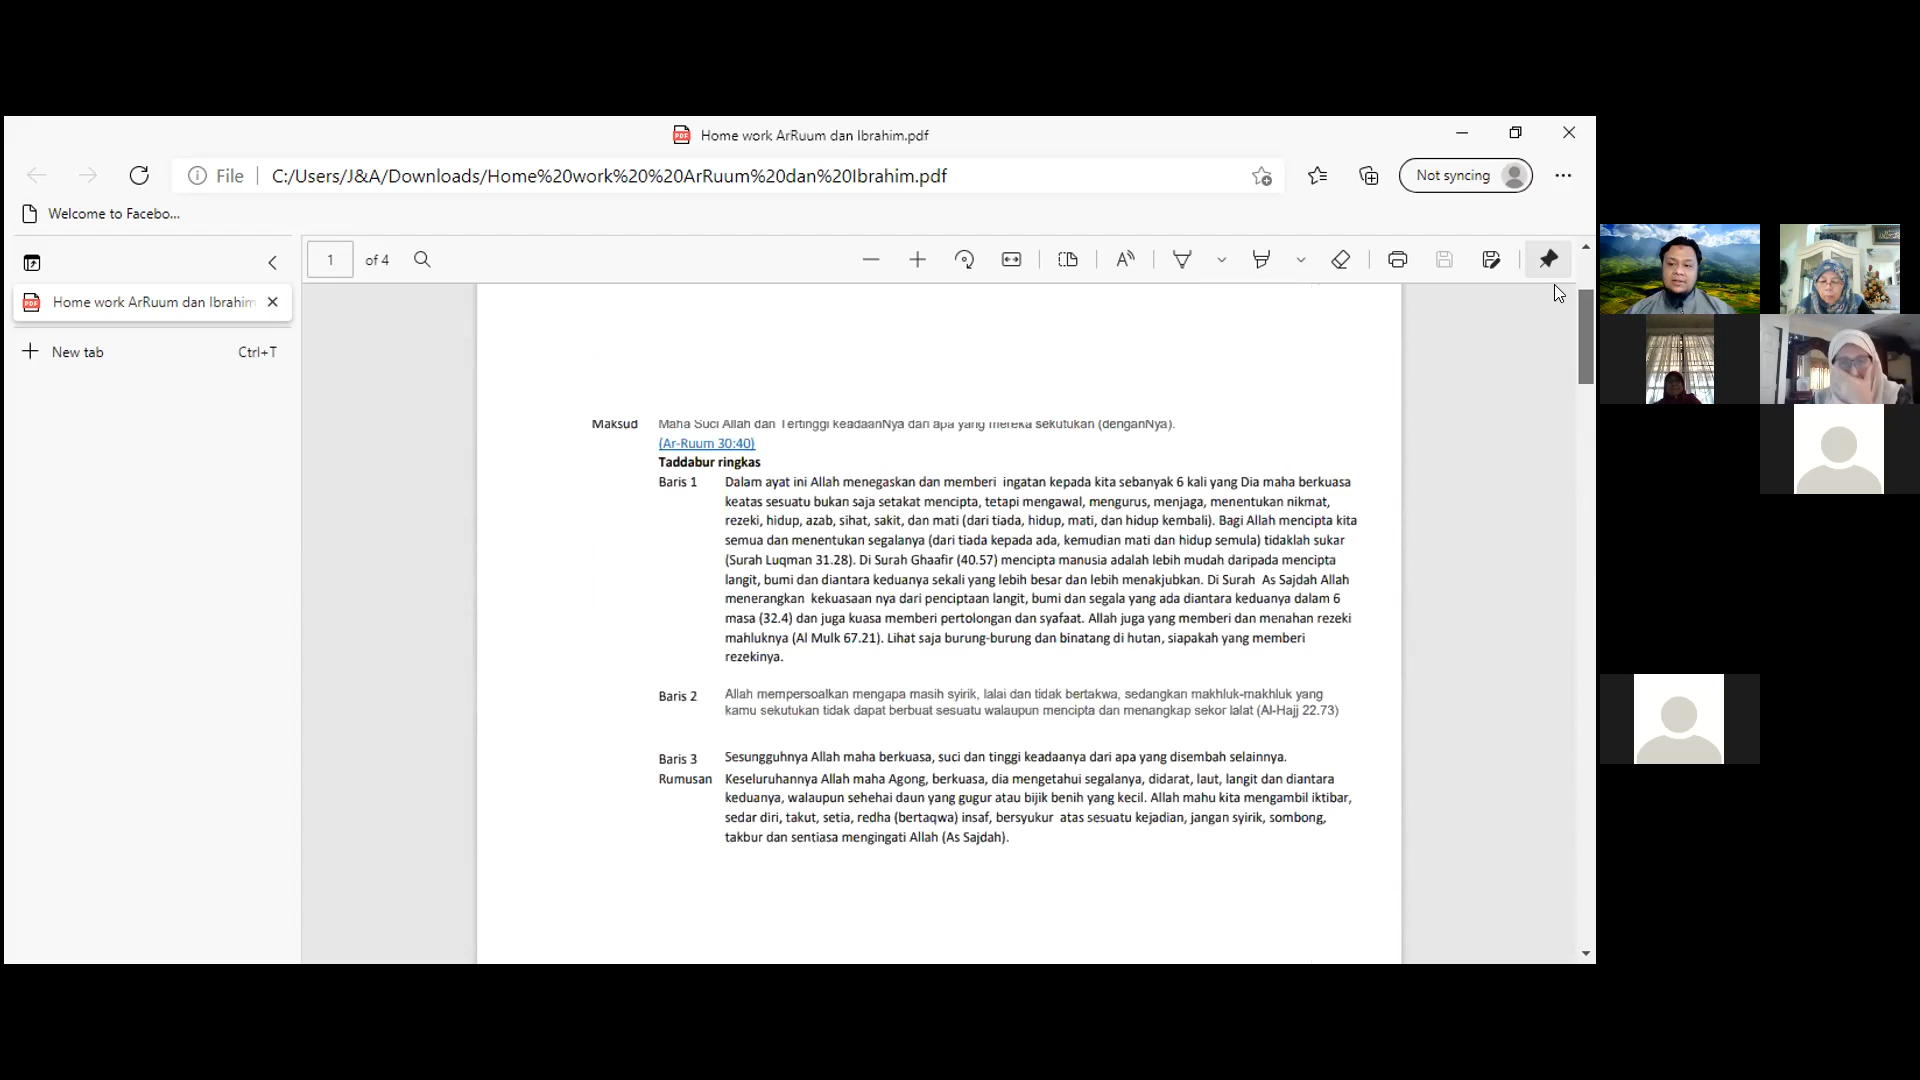 Home work ArRuum dan Ibrahim.pdf
File
C:/Users/J&A/Downloads/Home%20work%20%20ArRuum%20dan%20Ibrahim.pdf
Not syncing
Welcome to Facebo...
1 of 4
Home work ArRuum dan Ibrahim
New tab Ctrl+T
Maksud Maha Suci Allah dan Tertinggi keadaanNya dari apa yang mereka sekutukan (denganNya).
(Ar-Ruum 30:40)
Taddabur ringkas
Baris 1 Dalam ayat ini Allah menegaskan dan memberi ingatan kepada kita sebanyak 6 kali yang Dia maha berkuasa
keatas sesuatu bukan saja setakat mencipta, tetapi mengawal, mengurus, menjaga, menentukan nikmat,
rezeki, hidup, azab, sihat, sakit, dan mati (dari tiada, hidup, mati, dan hidup kembali). Bagi Allah mencipta kita
semua dan menentukan segalanya (dari tiada kepada ada, kemudian mati dan hidup semula) tidaklah sukar
(Surah Luqman 31.28). Di Surah Ghaafir (40.57) mencipta manusia adalah lebih mudah daripada mencipta
langit, bumi dan diantara keduanya sekali yang lebih besar dan lebih menakjubkan. Di Surah As Sajdah Allah
menerangkan kekuasaan nya dari penciptaan langit, bumi dan segala yang ada diantara keduanya dalam 6
masa (32.4) dan juga kuasa memberi pertolongan dan syafaat. Allah juga yang memberi dan menahan rezeki
mahluknya (Al Mulk 67.21). Lihat saja burung-burung dan binatang di hutan, siapakah yang memberi
rezekinya.
Baris 2 Allah mempersoalkan mengapa masih syirik, lalai dan tidak bertakwa, sedangkan makhluk-makhluk yang
kamu sekutukan tidak dapat berbuat sesuatu walaupun mencipta dan menangkap sekor lalat (Al-Hajj 22.73)
Baris 3 Sesungguhnya Allah maha berkuasa, suci dan tinggi keadaanya dari apa yang disembah selainnya.
Rumusan Keseluruhannya Allah maha Agong, berkuasa, dia mengetahui segalanya, didarat, laut, langit dan diantara
keduanya, walaupun sehehai daun yang gugur atau bijik benih yang kecil. Allah mahu kita mengambil iktibar,
sedar diri, takut, setia, redha (bertaqwa) insaf, bersyukur atas sesuatu kejadian, jangan syirik, sombong,
takbur dan sentiasa mengingati Allah (As Sajdah).